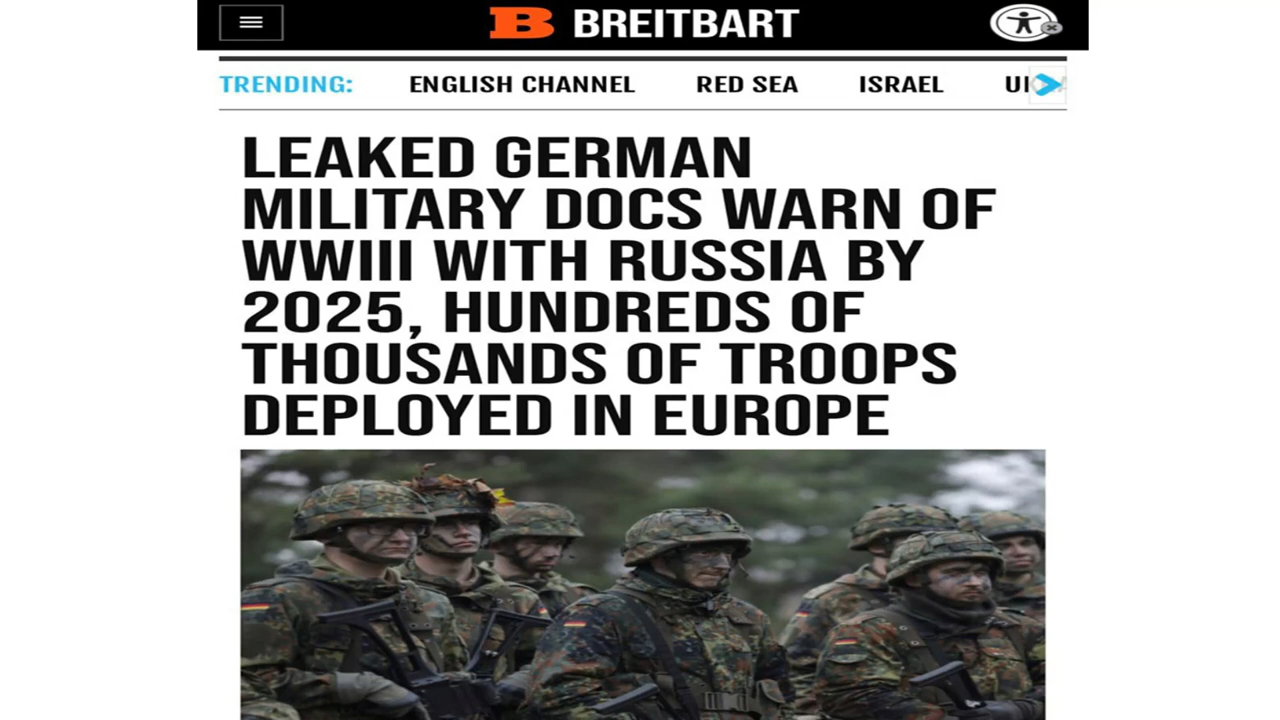 B BREITBART
TRENDING: ENGLISH CHANNEL RED SEA ISRAEL
LEAKED GERMAN
MILITARY DOCS WARN OF
WWIII WITH RUSSIA BY
2025, HUNDREDS OF
THOUSANDS OF TROOPS
DEPLOYED IN EUROPE